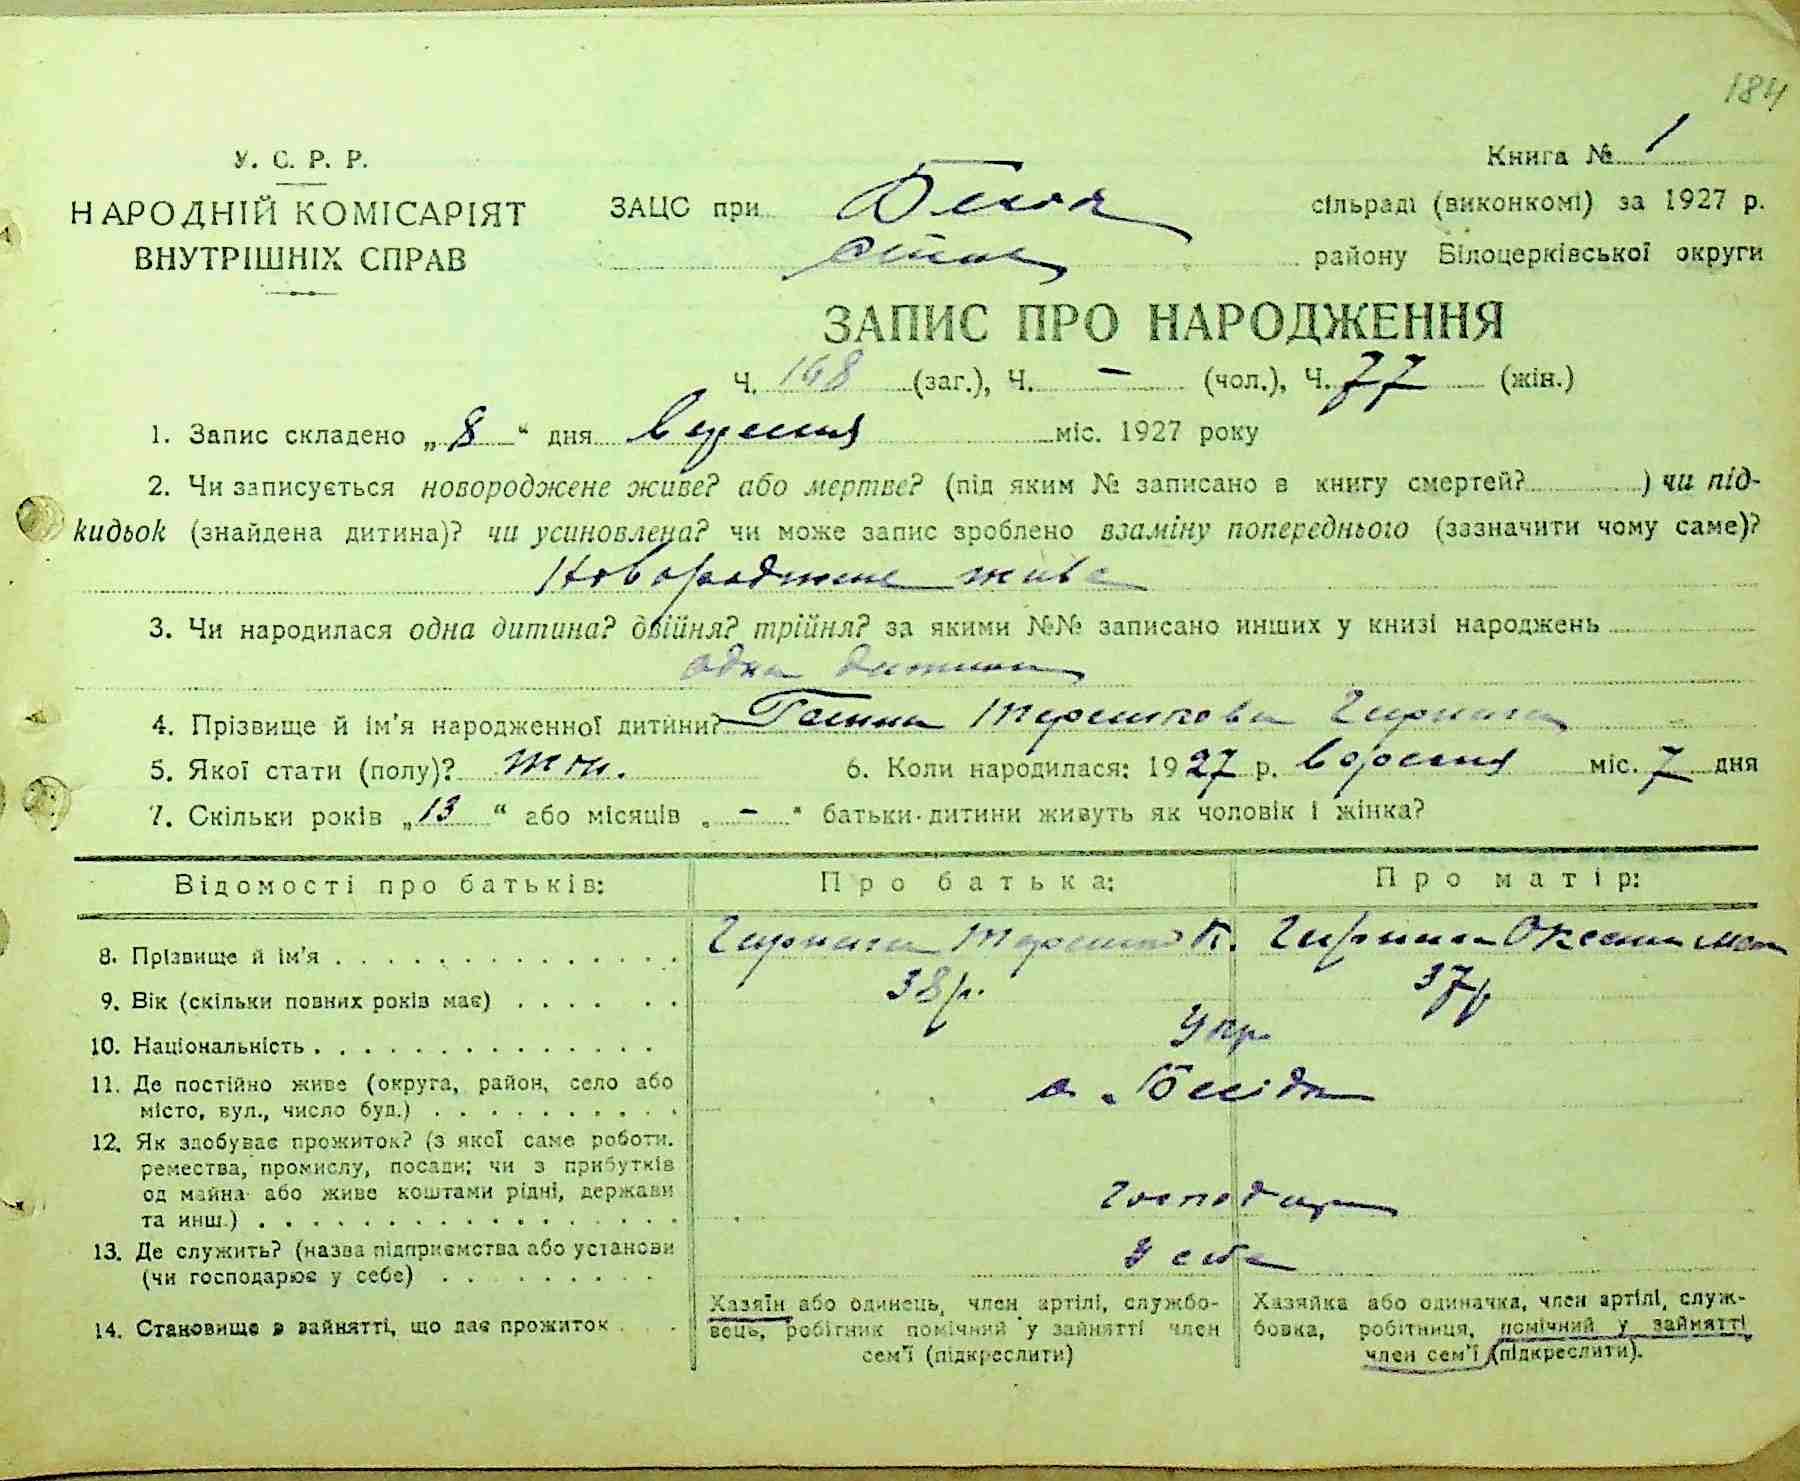 184
У. С. Р. Р.
НАРОДНІЙ КОМІСАРІЯТ
ВНУТРІШНІХ СПРАВ
Книга № 1
ЗАЦС при сільраді (виконкомі) за 1927 р.
району Білоцерківської округи
ЗАПИС ПРО НАРОДЖЕННЯ
Ч. 168 (заг.), Ч. – (чол.), Ч. 77 (жін.)
1. Запис складено „ 8 “ дня вересня міс. 1927 року
2. Чи записується новороджене живе? або мертве? (під яким № записано в книгу смертей? ) чи під-
кидьок (знайдена дитина)? чи усиновлена? чи може запис зроблено взаміну попереднього (зазначити чому саме)?
Новороджене живе
3. Чи народилася одна дитина? двійня? трійня? за якими №№ записано инших у книзі народжень
одна дитина
4. Прізвище й ім'я народженної дитини? Ганна Терешкова
5. Якої стати (полу)? жін. 6. Коли народилася: 1927 р. вересня міс. 7 дня
7. Скільки років „ 13 “ або місяців „ – “ батьки дитини живуть як чоловік і жінка?
Відомості про батьків: Про батька: Про матір:
8. Прізвище й ім'я Терешко К. Оксана
9. Вік (скільки повних років має) 38 р. 37 р
10. Національність Укр.
11. Де постійно живе (округа, район, село або
місто, вул., число буд.)
12. Як здобуває прожиток? (з якої саме роботи.
ремества, промислу, посади; чи з прибутків
од майна або живе коштами рідні, держави
та инш.) господар
13. Де служить? (назва підприємства або установи
(чи господарює у себе) У себе
14. Становище в зайнятті, що дає прожиток
Хазяїн або одинець, член артілі, службо-
вець, робітник помічний у зайнятті член
сем'ї (підкреслити)
Хазяйка або одиначка, член артілі, служ-
бовка, робітниця, помічний у зайнятті
член сем'ї (підкреслити).